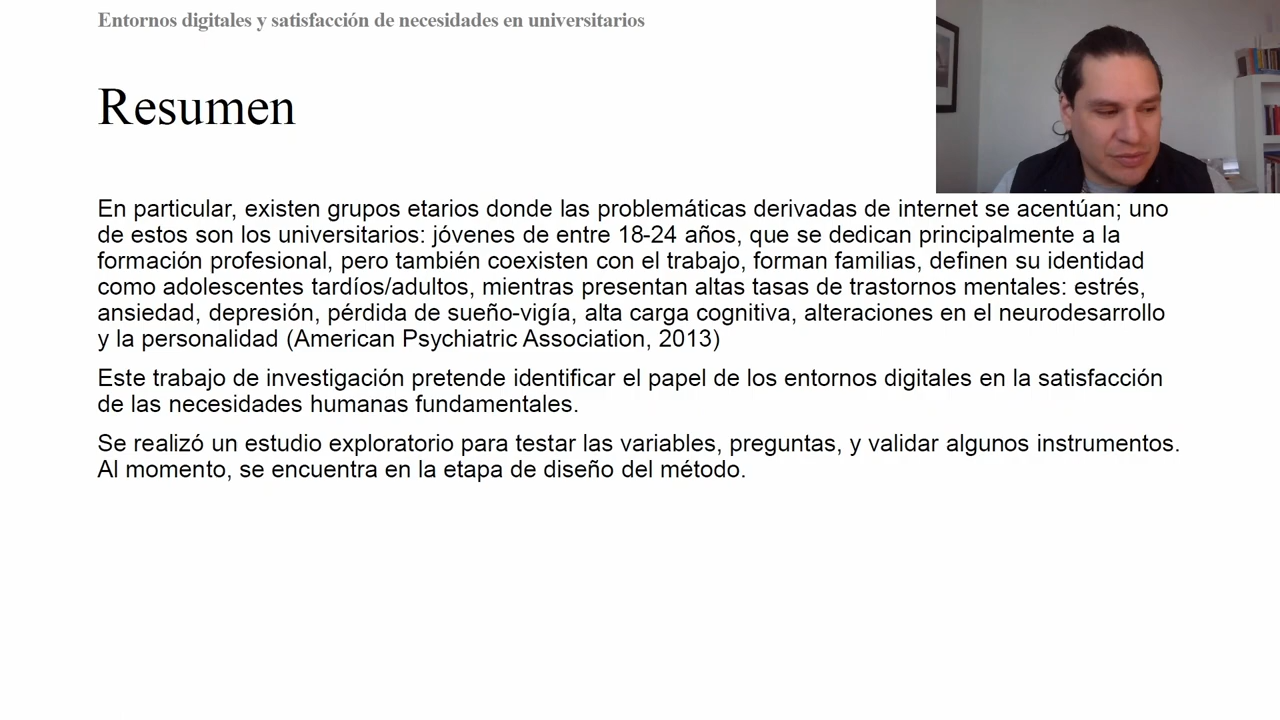 Entornos digitales y satisfacción de necesidades en universitarios
Resumen
En particular, existen grupos etarios donde las problemáticas derivadas de internet se acentúan; uno
de estos son los universitarios: jóvenes de entre 18-24 años, que se dedican principalmente a la
formación profesional, pero también coexisten con el trabajo, forman familias, definen su identidad
como adolescentes tardíos/adultos, mientras presentan altas tasas de trastornos mentales: estrés,
ansiedad, depresión, pérdida de sueño-vigía, alta carga cognitiva, alteraciones en el neurodesarrollo
y la personalidad (American Psychiatric Association, 2013)
Este trabajo de investigación pretende identificar el papel de los entornos digitales en la satisfacción
de las necesidades humanas fundamentales.
Se realizó un estudio exploratorio para testar las variables, preguntas, y validar algunos instrumentos.
Al momento, se encuentra en la etapa de diseño del método.